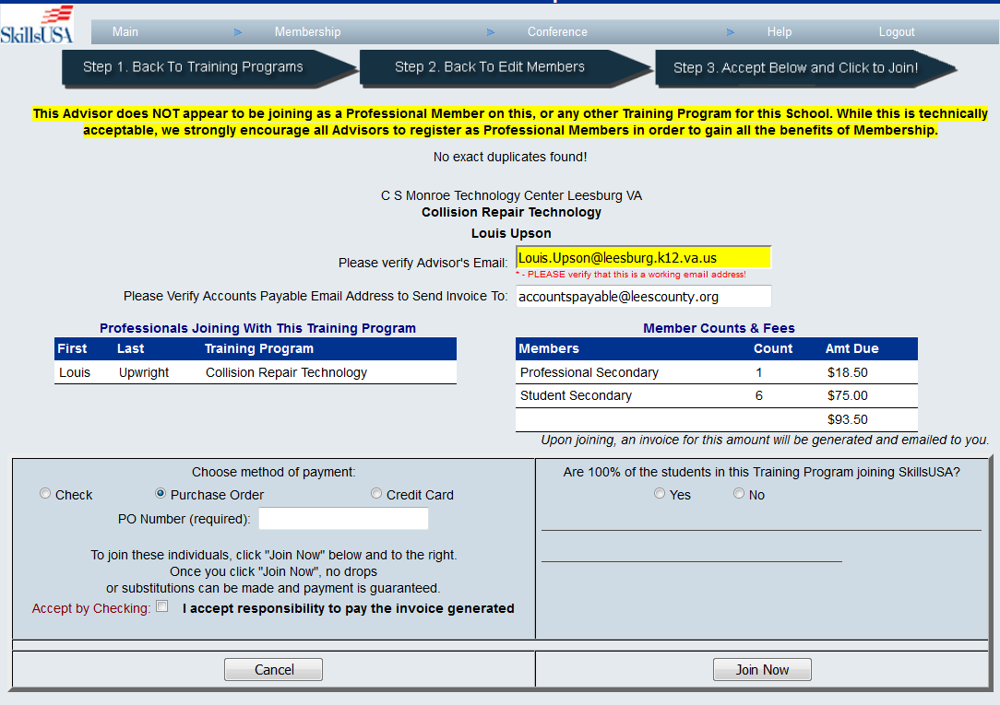 SkillsUSA
Main Membership Conference Help Logout
Step 1. Back To Training Programs Step 2. Back To Edit Members Step 3. Accept Below and Click to Join!
This Advisor does NOT appear to be joining as a Professional Member on this, or any other Training Program for this School. While this is technically
acceptable, we strongly encourage all Advisors to register as Professional Members in order to gain all the benefits of Membership.
No exact duplicates found!
C S Monroe Technology Center Leesburg VA
Collision Repair Technology
Louis Upson
Please verify Advisor's Email: Louis.Upson@leesburg.k12.va.us
* - PLEASE verify that this is a working email address!
Please Verify Accounts Payable Email Address to Send Invoice To: accountspayable@leescounty.org
Professionals Joining With This Training Program
First Last Training Program
Louis Upwright Collision Repair Technology
Member Counts & Fees
Members Count Amt Due
Professional Secondary 1 $18.50
Student Secondary 6 $75.00
$93.50
Upon joining, an invoice for this amount will be generated and emailed to you.
Choose method of payment:
Check Purchase Order Credit Card
PO Number (required):
To join these individuals, click "Join Now" below and to the right.
Once you click "Join Now", no drops
or substitutions can be made and payment is guaranteed.
Accept by Checking: I accept responsibility to pay the invoice generated
Are 100% of the students in this Training Program joining SkillsUSA?
Yes No
Cancel Join Now